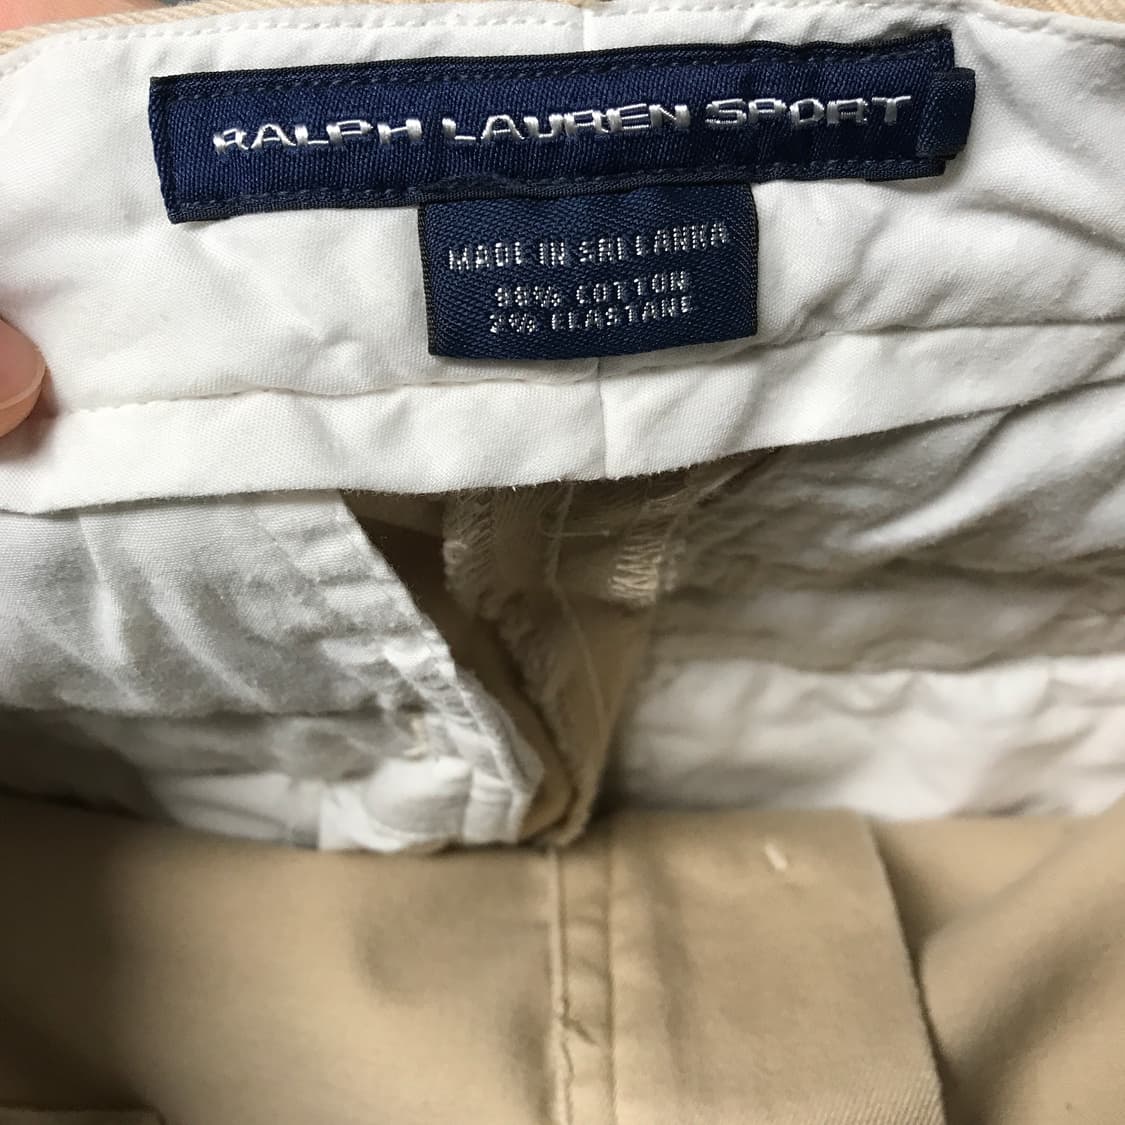 RALPH LAUREN SPORT
MADE IN SRI LANKA
98% COTTON
2% ELASTANE